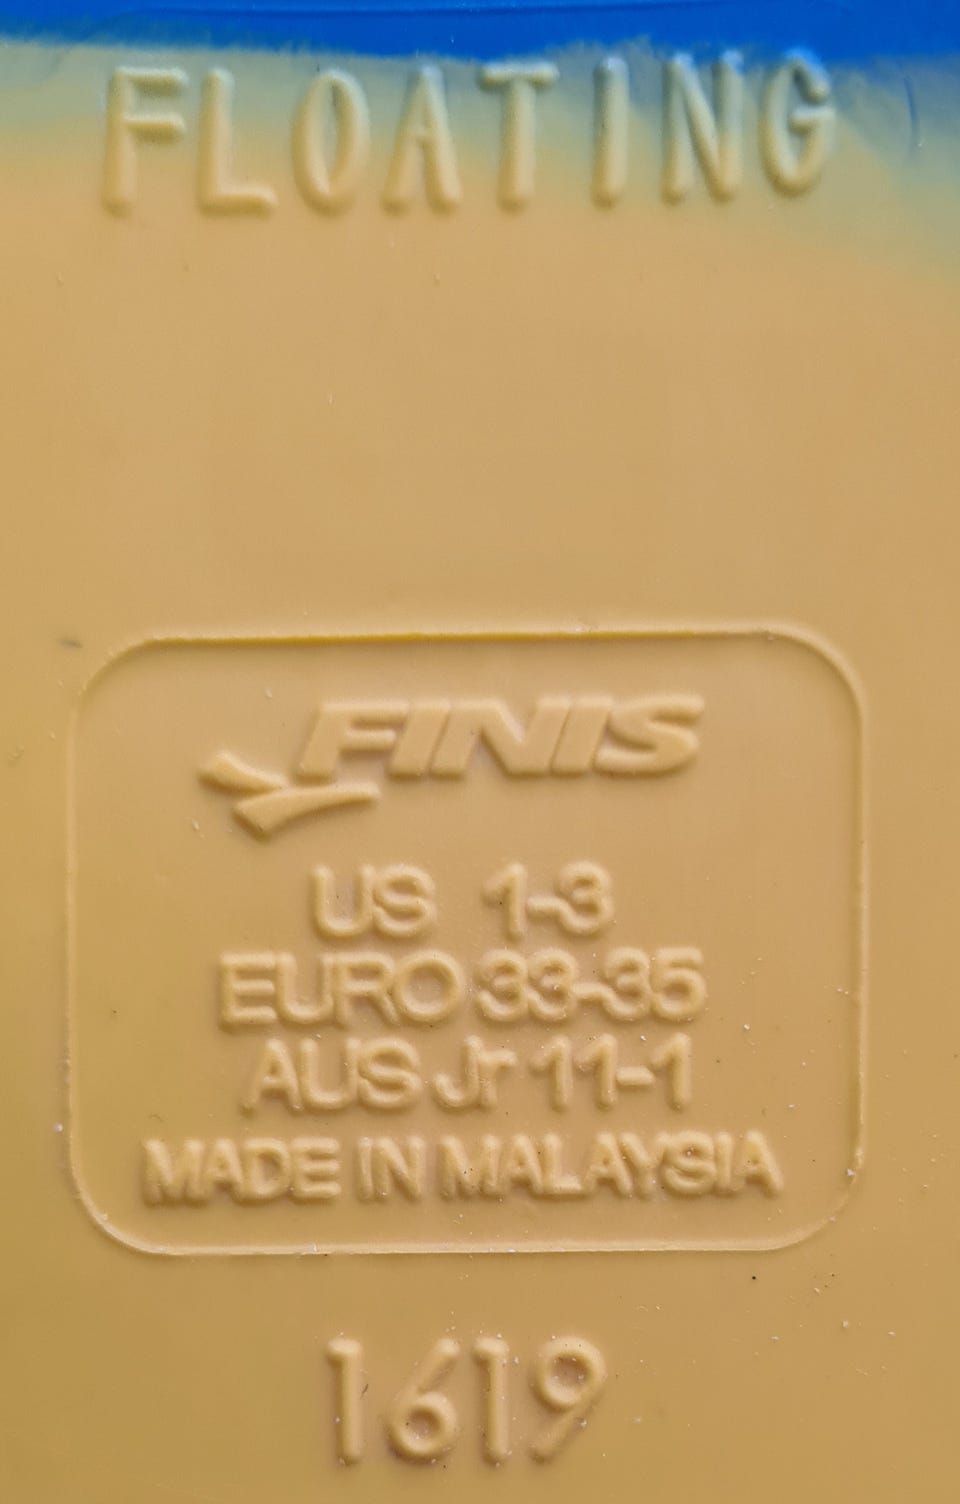 FLOATING
FINIS
US 1-3
EURO 33-35
AUS Jr 11-1
MADE IN MALAYSIA
1619